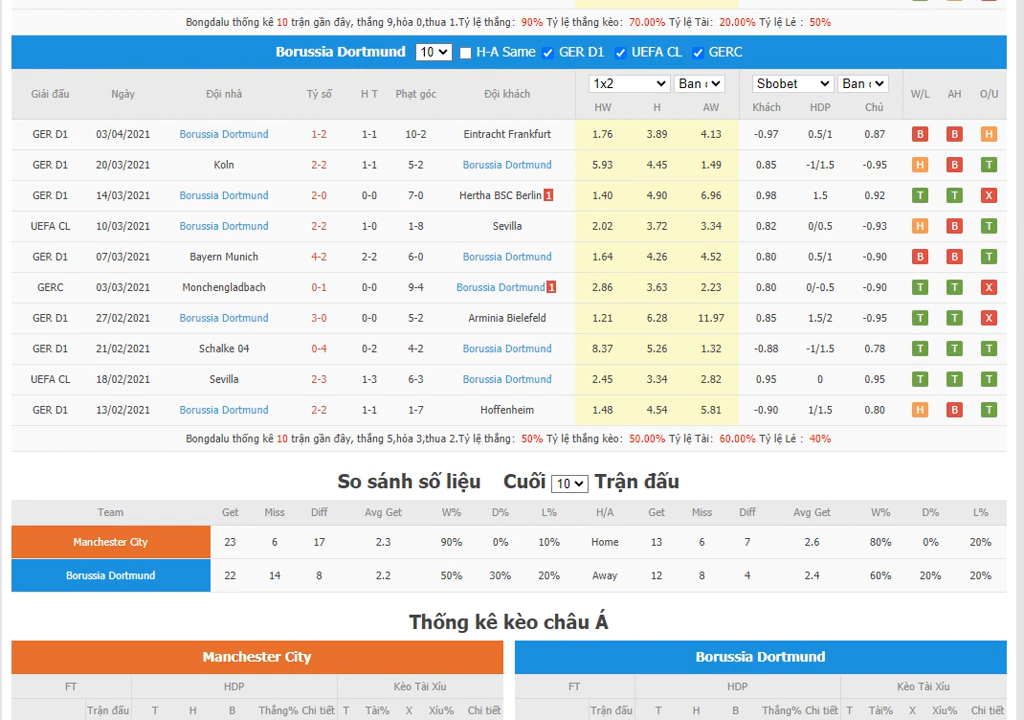 Bongdalu thống kê 10 trận gần đây, thắng 9,hòa 0,thua 1.Tỷ lệ thắng: 90% Tỷ lệ thắng kèo: 70.00% Tỷ lệ Tài: 20.00% Tỷ lệ Lẻ : 50%
Borussia Dortmund 10 H-A Same GER D1 UEFA CL GERC
1x2 Ban c Sbobet Ban c
Giải đấu Ngày Đội nhà Tỷ số H T Phạt góc Đội khách W/L AH O/U
HW H AW Khách HDP Chủ
GER D1 03/04/2021 Borussia Dortmund 1-2 1-1 10-2 Eintracht Frankfurt 1.76 3.89 4.13 -0.97 0.5/1 0.87 B B H
GER D1 20/03/2021 Koln 2-2 1-1 5-2 Borussia Dortmund 5.93 4.45 1.49 0.85 -1/1.5 -0.95 H B T
GER D1 14/03/2021 Borussia Dortmund 2-0 0-0 7-0 Hertha BSC Berlin 1 1.40 4.90 6.96 0.98 1.5 0.92 T T X
UEFA CL 10/03/2021 Borussia Dortmund 2-2 1-0 1-8 Sevilla 2.02 3.72 3.34 0.82 0/0.5 -0.93 H B T
GER D1 07/03/2021 Bayern Munich 4-2 2-2 6-0 Borussia Dortmund 1.64 4.26 4.52 0.80 0.5/1 -0.90 B B T
GERC 03/03/2021 Monchengladbach 0-1 0-0 9-4 Borussia Dortmund 1 2.86 3.63 2.23 0.80 0/-0.5 -0.90 T T X
GER D1 27/02/2021 Borussia Dortmund 3-0 0-0 5-2 Arminia Bielefeld 1.21 6.28 11.97 0.85 1.5/2 -0.95 T T X
GER D1 21/02/2021 Schalke 04 0-4 0-2 4-2 Borussia Dortmund 8.37 5.26 1.32 -0.88 -1/1.5 0.78 T T T
UEFA CL 18/02/2021 Sevilla 2-3 1-3 6-3 Borussia Dortmund 2.45 3.34 2.82 0.95 0 0.95 T T T
GER D1 13/02/2021 Borussia Dortmund 2-2 1-1 1-7 Hoffenheim 1.48 4.54 5.81 -0.90 1/1.5 0.80 H B T
Bongdalu thống kê 10 trận gần đây, thắng 5,hòa 3,thua 2.Tỷ lệ thắng: 50% Tỷ lệ thắng kèo: 50.00% Tỷ lệ Tài: 60.00% Tỷ lệ Lẻ : 40%
So sánh số liệu Cuối 10 Trận đấu
Team Get Miss Diff Avg Get W% D% L% H/A Get Miss Diff Avg Get W% D% L%
Manchester City 23 6 17 2.3 90% 0% 10% Home 13 6 7 2.6 80% 0% 20%
Borussia Dortmund 22 14 8 2.2 50% 30% 20% Away 12 8 4 2.4 60% 20% 20%
Thống kê kèo châu Á
Manchester City Borussia Dortmund
FT HDP Kèo Tài Xỉu FT HDP Kèo Tài Xỉu
Trận đấu T H B Thắng% Chi tiết T Tài% X Xỉu% Chi tiết Trận đấu T H B Thắng% Chi tiết T Tài% X Xỉu% Chi tiết